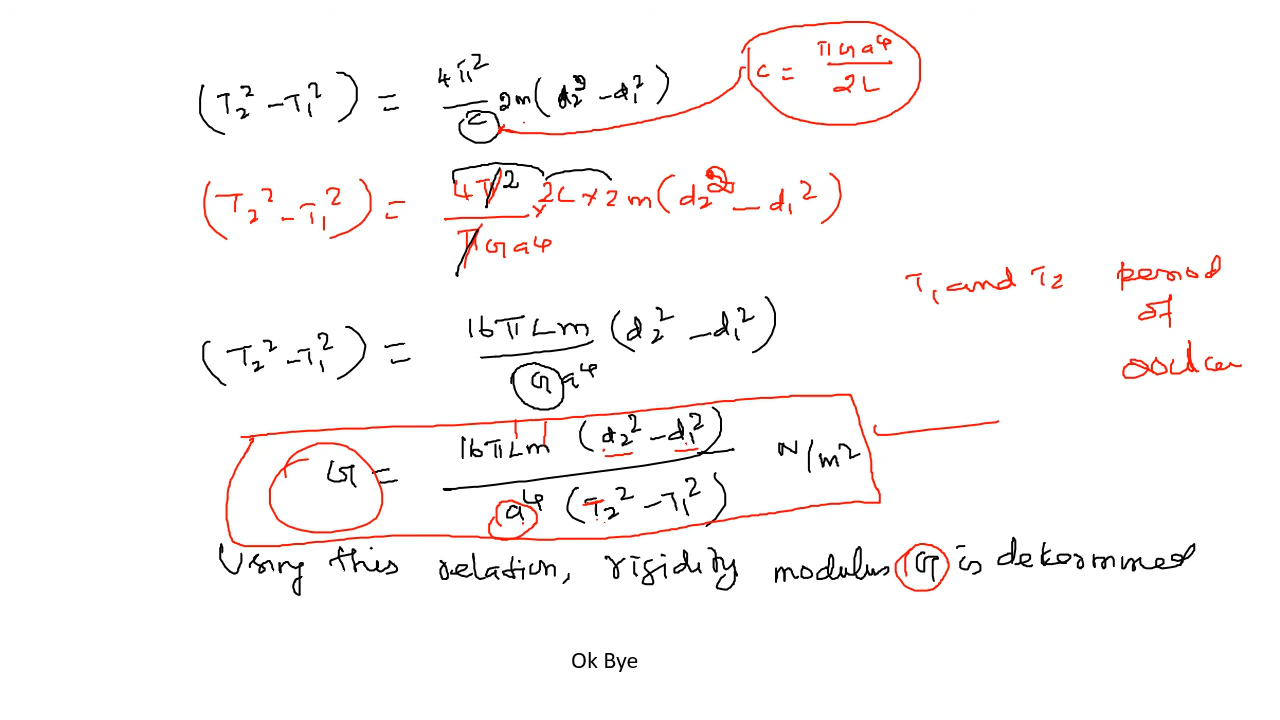 (T₂² - T₁²) = 4π²/C 2m(d₂² - d₁²)
C = πGa⁴/2L
(T₂² - T₁²) = 4π²/πGa⁴ × 2L × 2m(d₂² - d₁²)
T₁ and T₂ period
of
(T₂² - T₁²) = 16πLm/Ga⁴ (d₂² - d₁²)
G = 16πLm (d₂² - d₁²)/a⁴ (T₂² - T₁²) N/m²
Using this relation, rigidity modulus G is determined
Ok Bye